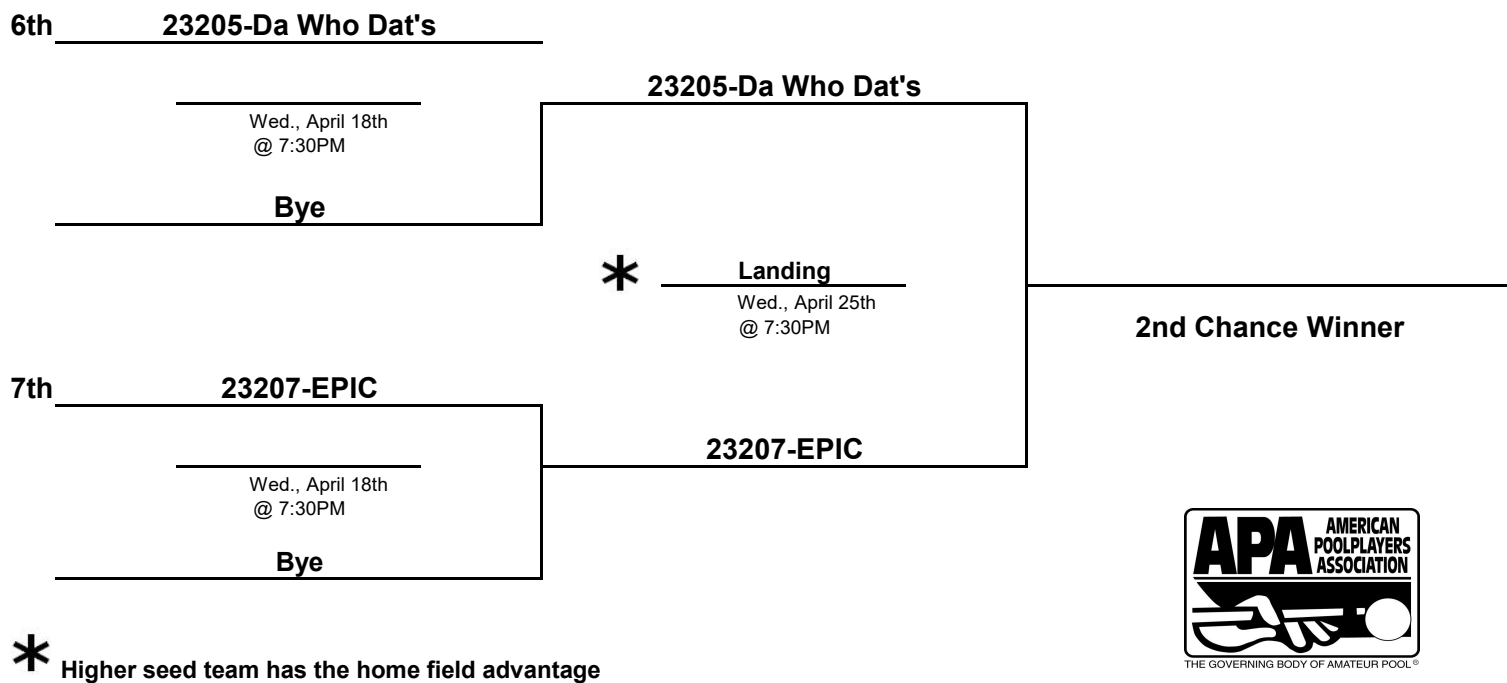 6th 23205-Da Who Dat's
23205-Da Who Dat's
Wed., April 18th
@ 7:30PM
Bye
* Landing
Wed., April 25th
@ 7:30PM
2nd Chance Winner
7th 23207-EPIC
23207-EPIC
Wed., April 18th
@ 7:30PM
Bye
APA AMERICAN
POOLPLAYERS
ASSOCIATION
THE GOVERNING BODY OF AMATEUR POOL®
* Higher seed team has the home field advantage